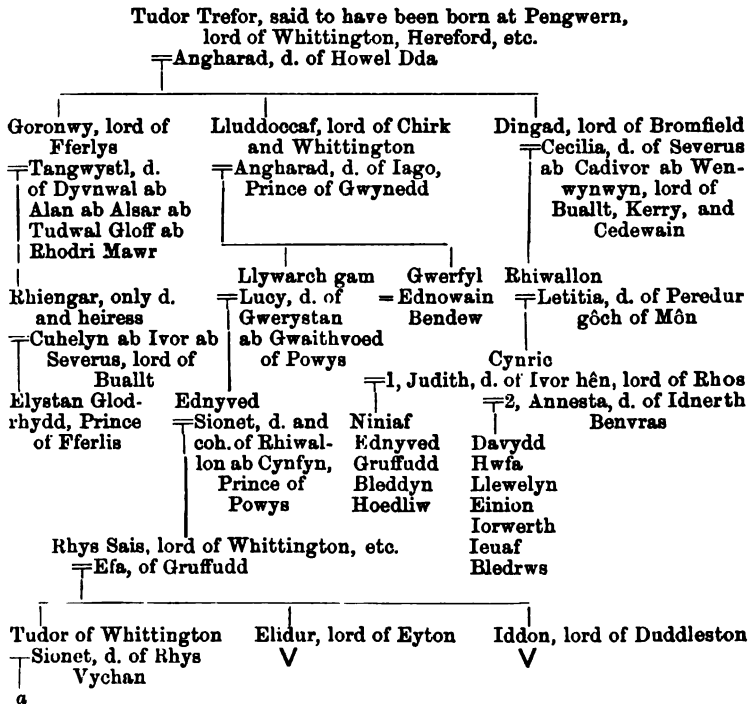 Tudor Trefor, said to have been born at Pengwern,
lord of Whittington, Hereford, etc.
Angharad, d. of Howel Dda
Goronwy, lord of
Fferlys
Tangwystl, d.
of Dyvnwal ab
Alan ab Alsar ab
Tudwal Gloff ab
Rhodri Mawr
Lluddoccaf, lord of Chirk
and Whittington
Angharad, d. of Iago,
Prince of Gwynedd
Dingad, lord of Bromfield
Cecilia, d. of Severus
ab Cadivor ab Wen-
wynwyn, lord of
Buallt, Kerry, and
Cedewain
Rhiengar, only d.
and heiress
Cuhelyn ab Ivor ab
Severus, lord of
Buallt
Elystan Glod-
rhydd, Prince
of Fferlis
Llywarch gam
Lucy, d. of
Gwerystan
ab Gwaithvoed
of Powys
Gwerfyl
= Ednowain
Bendew
Rhiwallon
Letitia, d. of Peredur
gôch of Môn
Cynric
1, Judith, d. of Ivor hên, lord of Rhos
2, Annesta, d. of Idnerth
Benvras
Ednyved
Sionet, d. and
coh. of Rhiwal-
lon ab Cynfyn,
Prince of
Powys
Niniaf
Ednyved
Gruffudd
Bleddyn
Hoedliw
Davydd
Hwfa
Llewelyn
Einion
Iorwerth
Ieuaf
Bledrws
Rhys Sais, lord of Whittington, etc.
Efa, of Gruffudd
Tudor of Whittington
Sionet, d. of Rhys
Vychan
a
Elidur, lord of Eyton
Iddon, lord of Duddleston